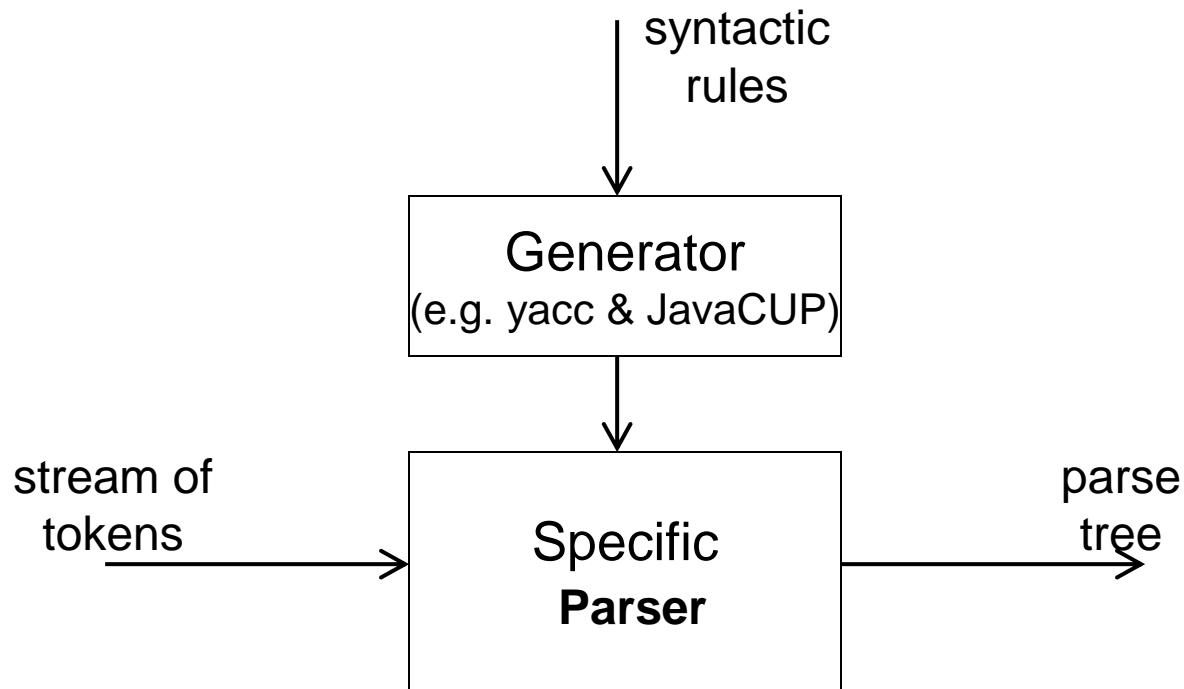 syntactic
rules
Generator
(e.g. yacc & JavaCUP)
stream of
tokens
Specific
Parser
parse
tree